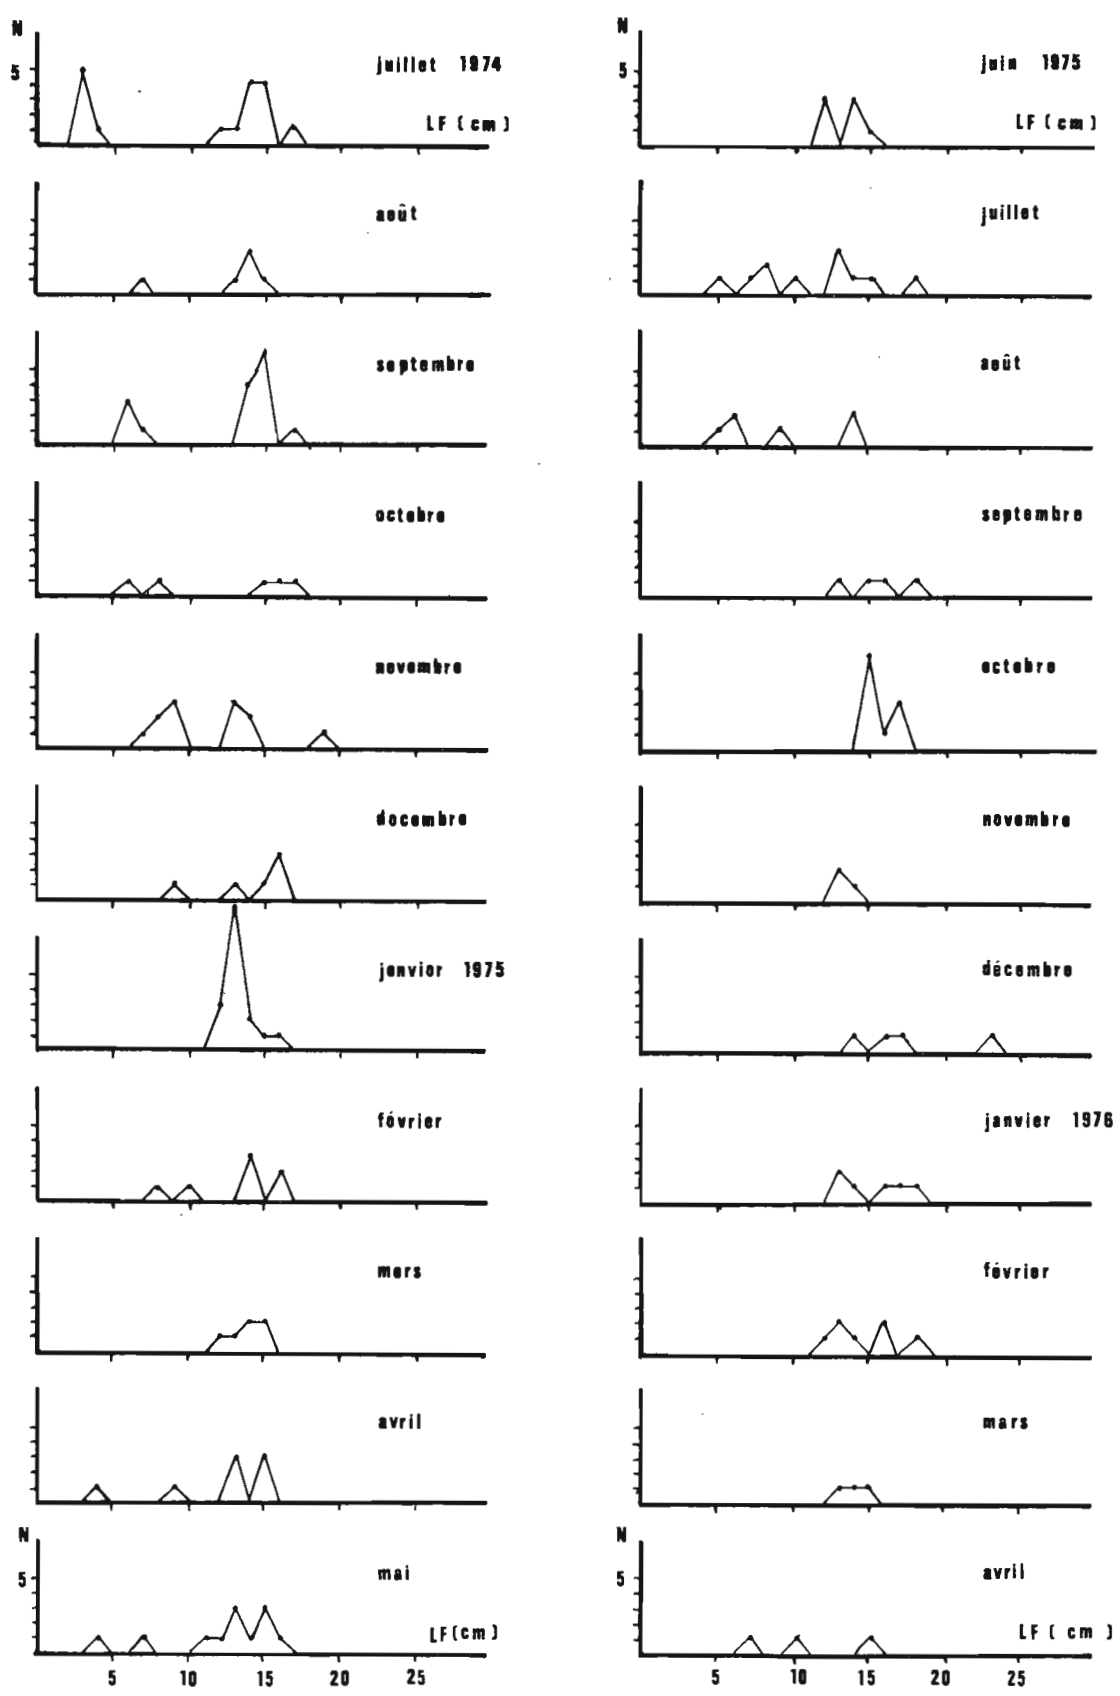 N
5
juillet 1974
LF (cm)
août
septembre
octobre
novembre
décembre
janvier 1975
février
mars
avril
N
5
mai
LF(cm)
5 10 15 20 25
N
5
juin 1975
LF (cm)
juillet
août
septembre
octobre
novembre
décembre
janvier 1976
février
mars
N
5
avril
LF ( cm )
5 10 15 20 25